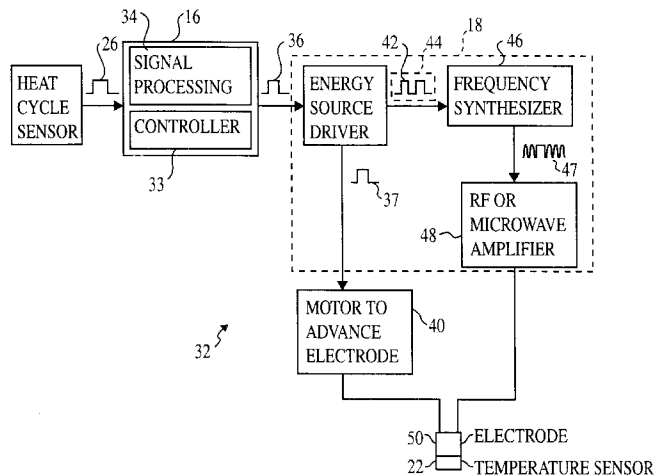 34
16
26
36
42
44
18
46
HEAT
CYCLE
SENSOR
SIGNAL
PROCESSING
CONTROLLER
33
ENERGY
SOURCE
DRIVER
FREQUENCY
SYNTHESIZER
37
47
48
RF OR
MICROWAVE
AMPLIFIER
MOTOR TO
ADVANCE
ELECTRODE
40
32
50
ELECTRODE
22
TEMPERATURE SENSOR